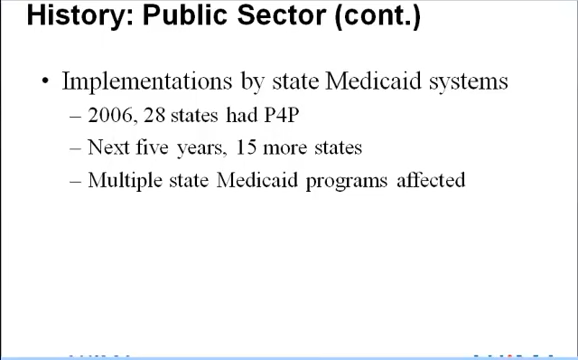 History: Public Sector (cont.)
• Implementations by state Medicaid systems
– 2006, 28 states had P4P
– Next five years, 15 more states
– Multiple state Medicaid programs affected